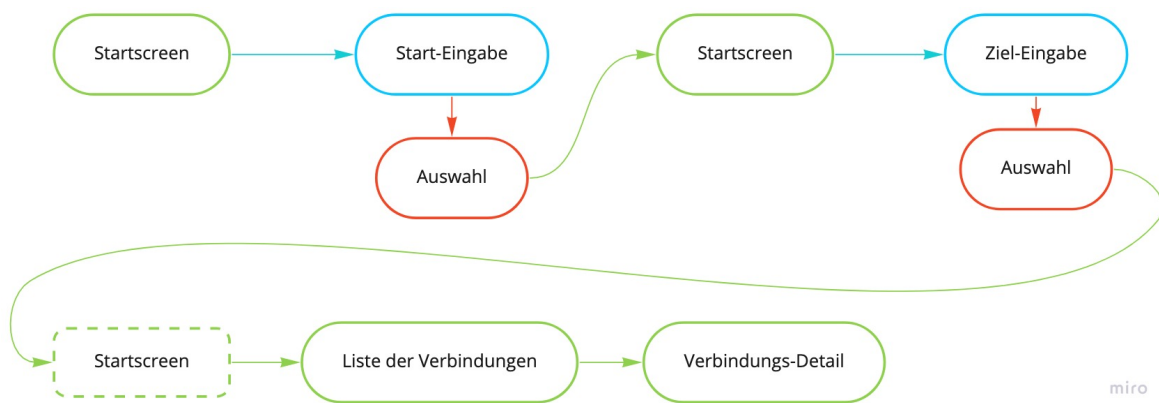 Startscreen
Start-Eingabe
Startscreen
Ziel-Eingabe
Auswahl
Auswahl
Startscreen
Liste der Verbindungen
Verbindungs-Detail
miro